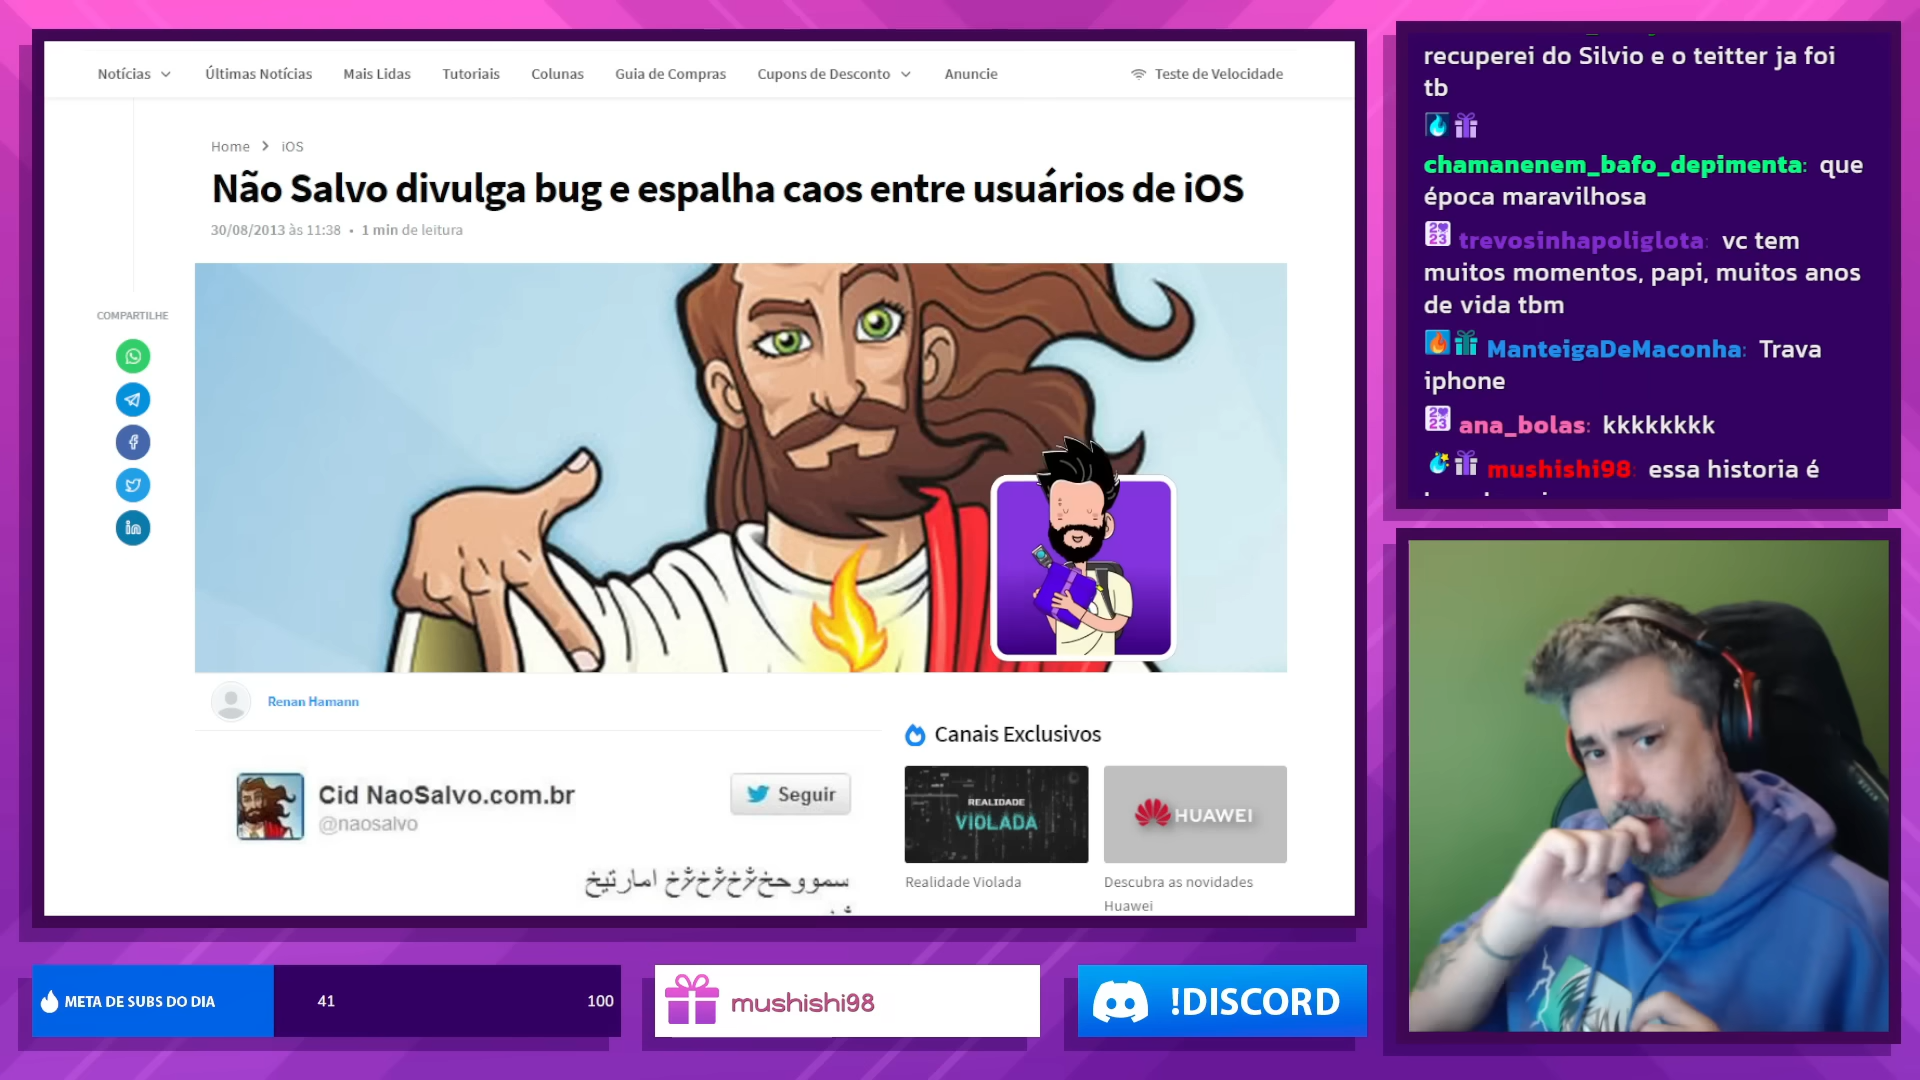 Notícias
Últimas Notícias
Mais Lidas
Tutoriais
Colunas
Guia de Compras
Cupons de Desconto
Anuncie
Teste de Velocidade
Home
iOS
Não Salvo divulga bug e espalha caos entre usuários de iOS
30/08/2013 às 11:38 • 1 min de leitura
COMPARTILHE
Renan Hamann
Cid NaoSalvo.com.br
@naosalvo
Seguir
Canais Exclusivos
REALIDADE
VIOLADA
HUAWEI
Realidade Violada
Descubra as novidades
Huawei
recuperei do Silvio e o teitter ja foi
tb
chamanenem_bafo_depimenta: que
época maravilhosa
trevosinhapoliglota: vc tem
muitos momentos, papi, muitos anos
de vida tbm
ManteigaDeMaconha: Trava
iphone
ana_bolas: kkkkkkkk
mushishi98: essa historia é
META DE SUBS DO DIA
41
100
mushishi98
!DISCORD